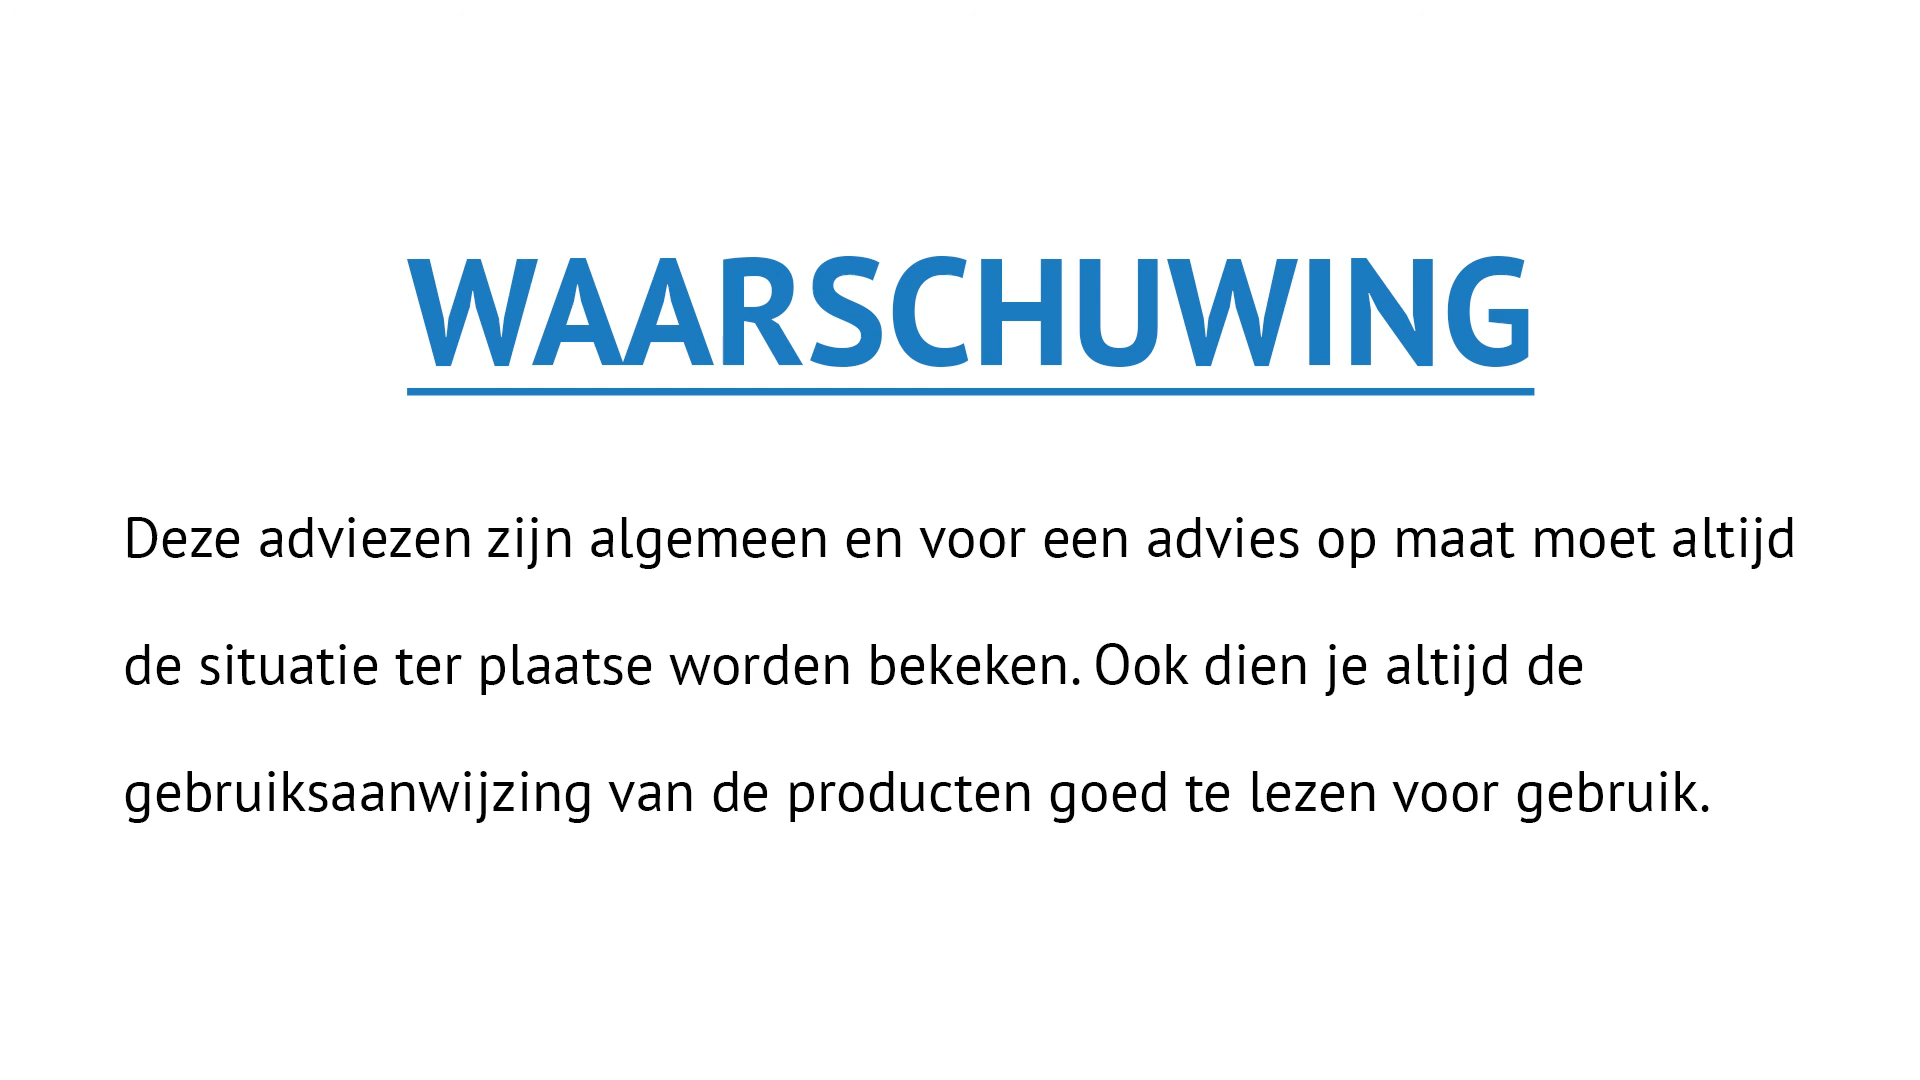 WAARSCHUWING
Deze adviezen zijn algemeen en voor een advies op maat moet altijd
de situatie ter plaatse worden bekeken. Ook dien je altijd de
gebruiksaanwijzing van de producten goed te lezen voor gebruik.